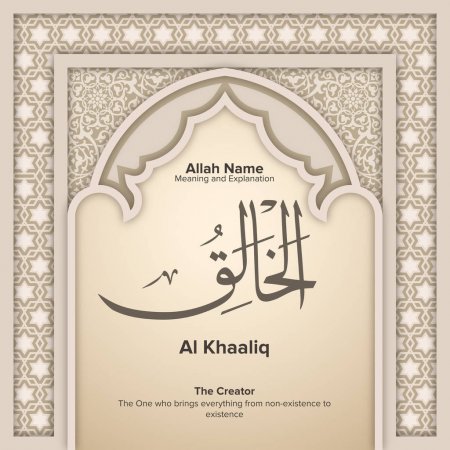 Allah Name
Meaning and Explanation
الخَالِقُ
Al Khaaliq
The Creator
The One who brings everything from non-existence to
existence